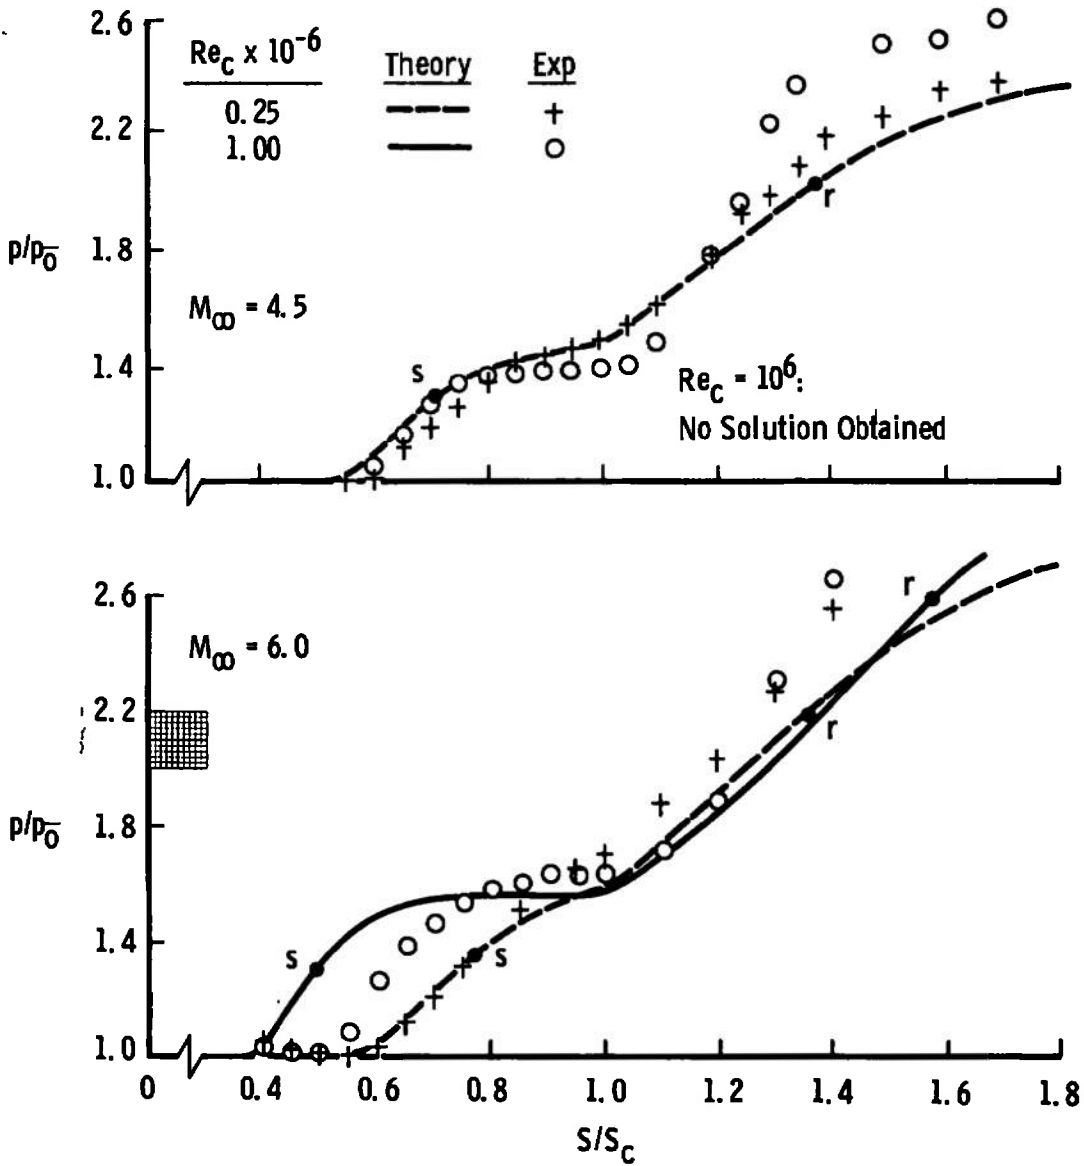 2.6
Re_c x 10^-6
Theory
Exp
0.25
+
1.00
2.2
r
p/p_0̄
1.8
M_∞ = 4.5
1.4
s
Re_c = 10^6:
No Solution Obtained
1.0
2.6
r
M_∞ = 6.0
2.2
r
p/p_0̄
1.8
1.4
s
s
1.0
0 0.4 0.6 0.8 1.0 1.2 1.4 1.6 1.8
S/S_c